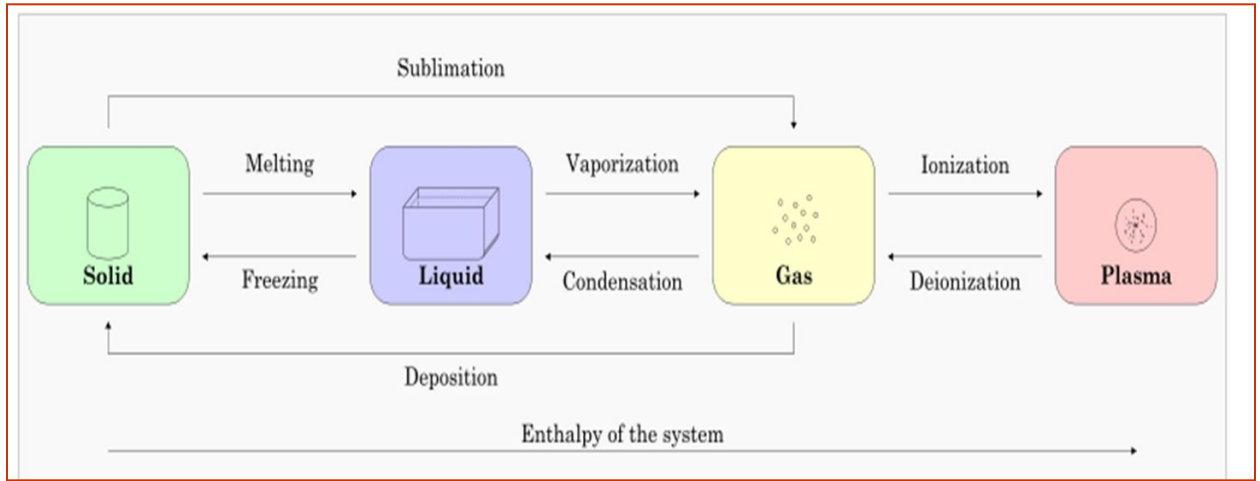 Sublimation
Melting
Vaporization
Ionization
Solid
Liquid
Gas
Plasma
Freezing
Condensation
Deionization
Deposition
Enthalpy of the system